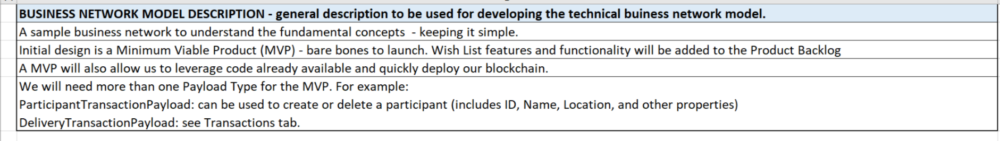 BUSINESS NETWORK MODEL DESCRIPTION - general description to be used for developing the technical buiness network model.
A sample business network to understand the fundamental concepts  - keeping it simple.
Initial design is a Minimum Viable Product (MVP) - bare bones to launch. Wish List features and functionality will be added to the Product Backlog
A MVP will also allow us to leverage code already available and quickly deploy our blockchain.
We will need more than one Payload Type for the MVP. For example:
ParticipantTransactionPayload: can be used to create or delete a participant (includes ID, Name, Location, and other properties)
DeliveryTransactionPayload: see Transactions tab.